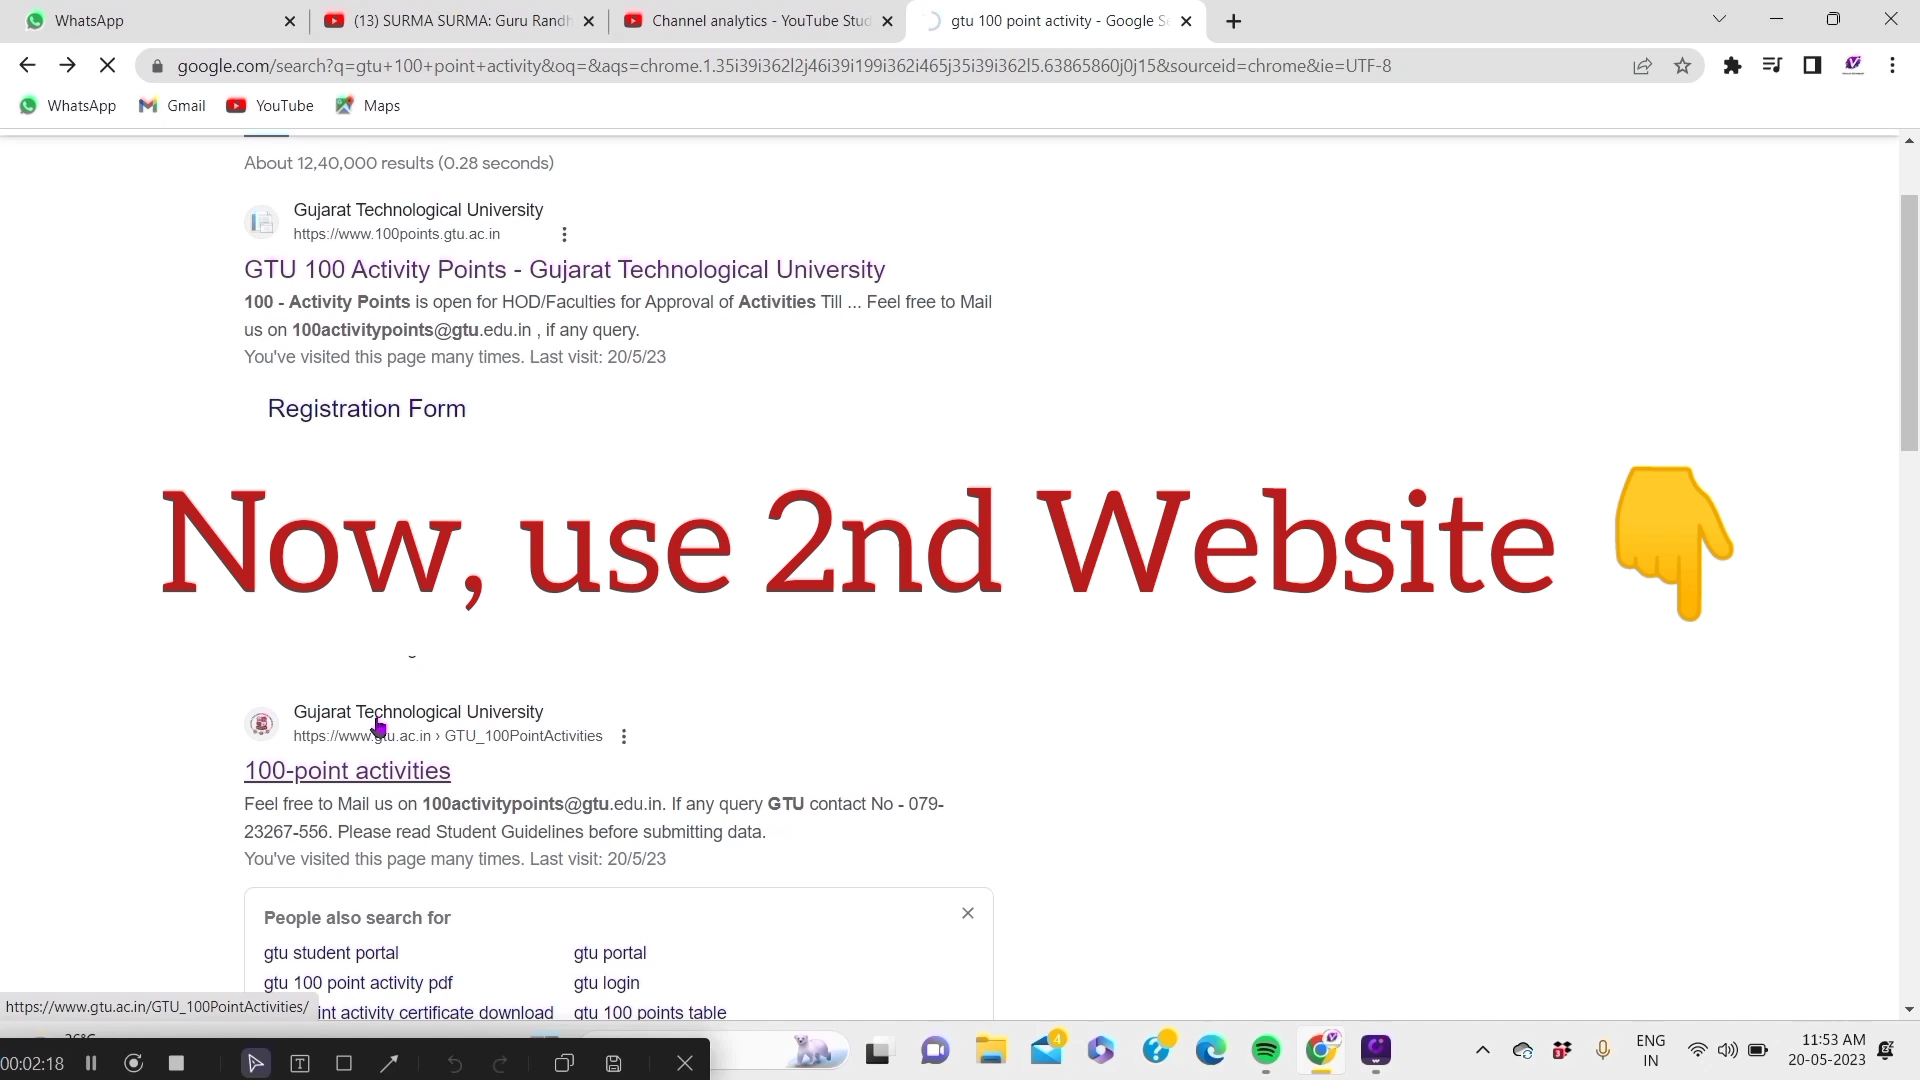 WhatsApp
(13) SURMA SURMA: Guru Randh
Channel analytics - YouTube Stud
gtu 100 point activity - Google Se
google.com/search?q=gtu+100+point+activity&oq=&aqs=chrome.1.35i39i362l2j46i39i199i362i465j35i39i362l5.63865860j0j15&sourceid=chrome&ie=UTF-8
WhatsApp Gmail YouTube Maps
About 12,40,000 results (0.28 seconds)
Gujarat Technological University
https://www.100points.gtu.ac.in
GTU 100 Activity Points - Gujarat Technological University
100 - Activity Points is open for HOD/Faculties for Approval of Activities Till ... Feel free to Mail
us on 100activitypoints@gtu.edu.in , if any query.
You've visited this page many times. Last visit: 20/5/23
Registration Form
Now, use 2nd Website
Gujarat Technological University
https://www.gtu.ac.in › GTU_100PointActivities
100-point activities
Feel free to Mail us on 100activitypoints@gtu.edu.in. If any query GTU contact No - 079-
23267-556. Please read Student Guidelines before submitting data.
You've visited this page many times. Last visit: 20/5/23
People also search for
gtu student portal gtu portal
gtu 100 point activity pdf gtu login
int activity certificate download gtu 100 points table
https://www.gtu.ac.in/GTU_100PointActivities/
00:02:18
4
3
ENG
IN
11:53 AM
20-05-2023